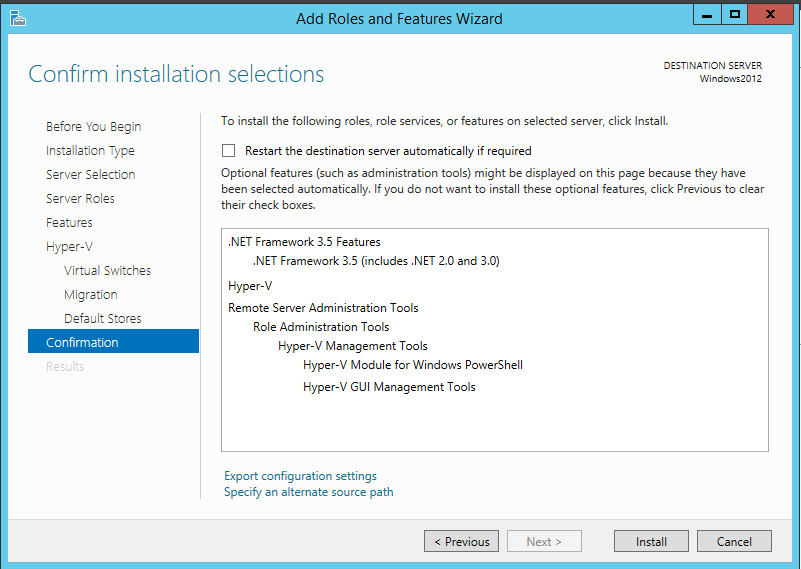 Add Roles and Features Wizard
Confirm installation selections
DESTINATION SERVER
Windows2012
Before You Begin
Installation Type
Server Selection
Server Roles
Features
Hyper-V
Virtual Switches
Migration
Default Stores
Confirmation
Results
To install the following roles, role services, or features on selected server, click Install.
Restart the destination server automatically if required
Optional features (such as administration tools) might be displayed on this page because they have
been selected automatically. If you do not want to install these optional features, click Previous to clear
their check boxes.
.NET Framework 3.5 Features
.NET Framework 3.5 (includes .NET 2.0 and 3.0)
Hyper-V
Remote Server Administration Tools
Role Administration Tools
Hyper-V Management Tools
Hyper-V Module for Windows PowerShell
Hyper-V GUI Management Tools
Export configuration settings
Specify an alternate source path
< Previous
Next >
Install
Cancel